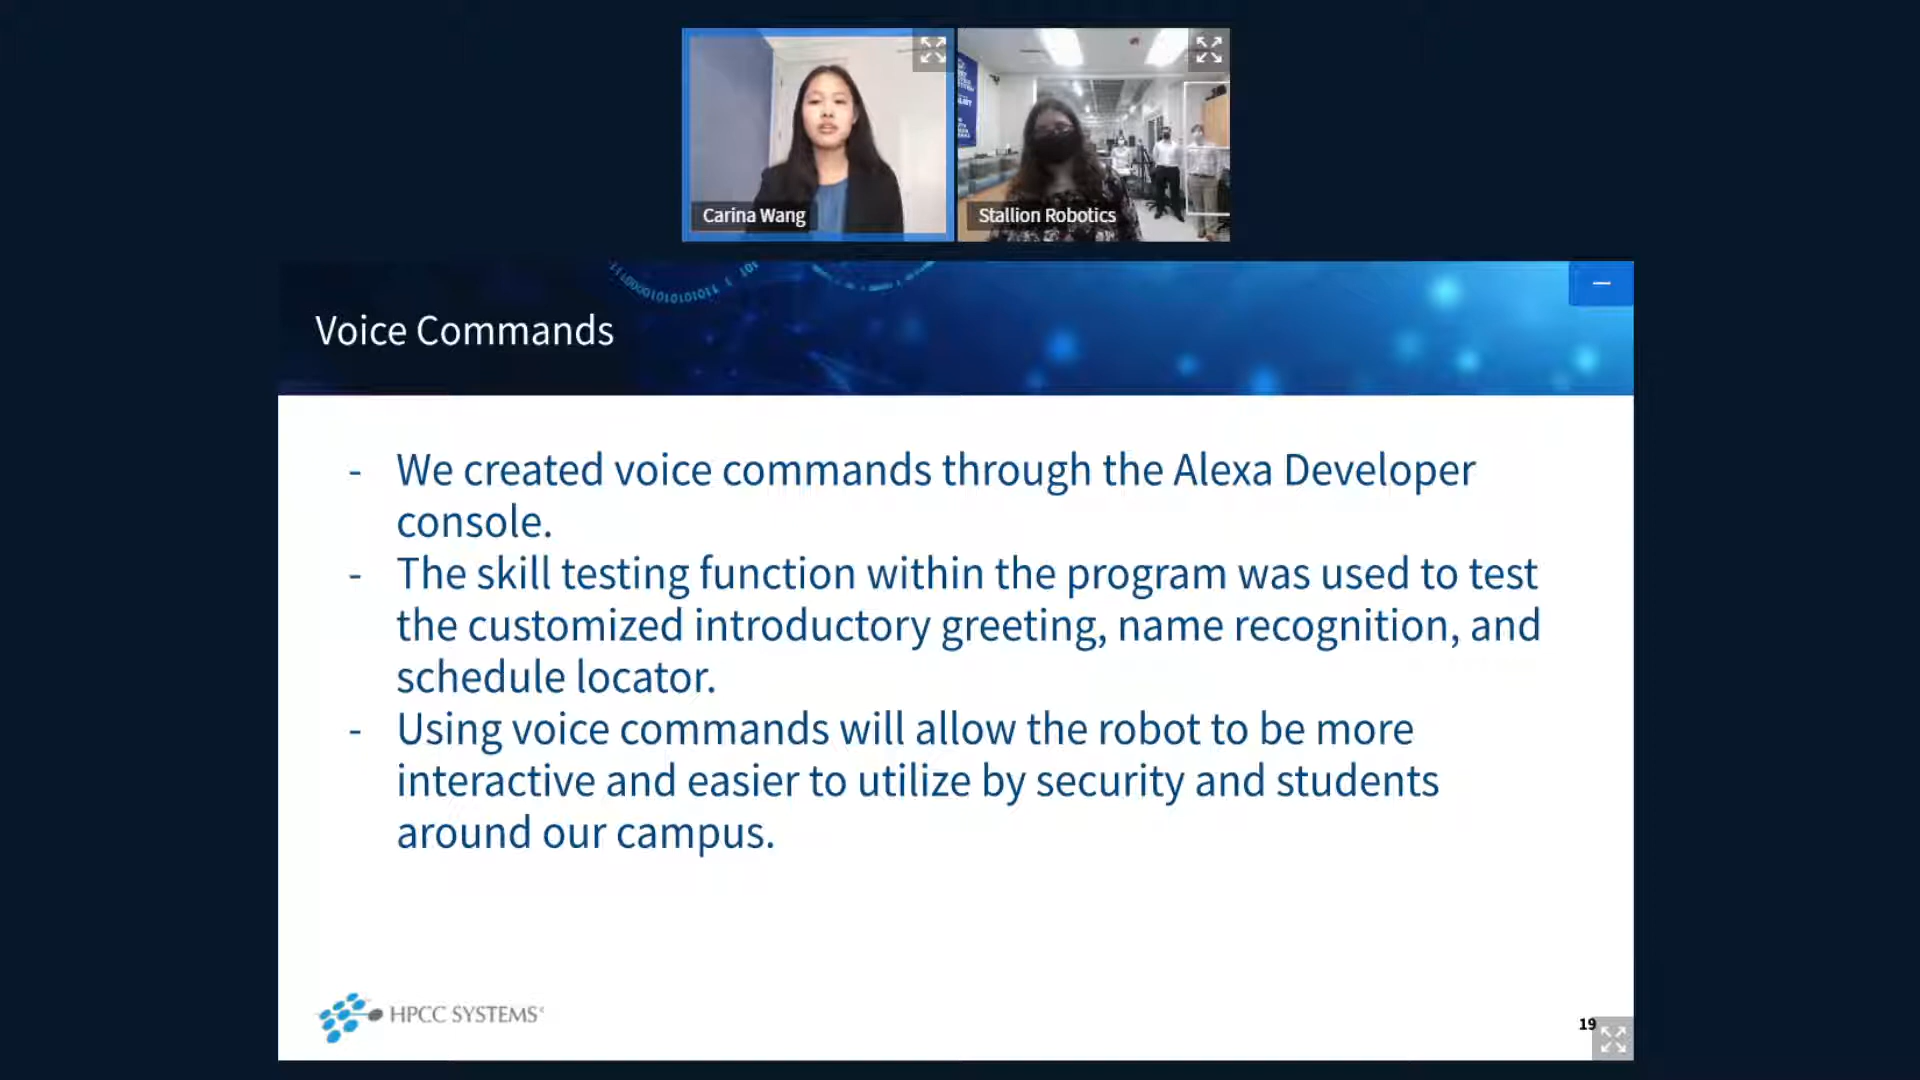 Carina Wang
Stallion Robotics
Voice Commands
- We created voice commands through the Alexa Developer
console.
- The skill testing function within the program was used to test
the customized introductory greeting, name recognition, and
schedule locator.
- Using voice commands will allow the robot to be more
interactive and easier to utilize by security and students
around our campus.
HPCC SYSTEMS
19